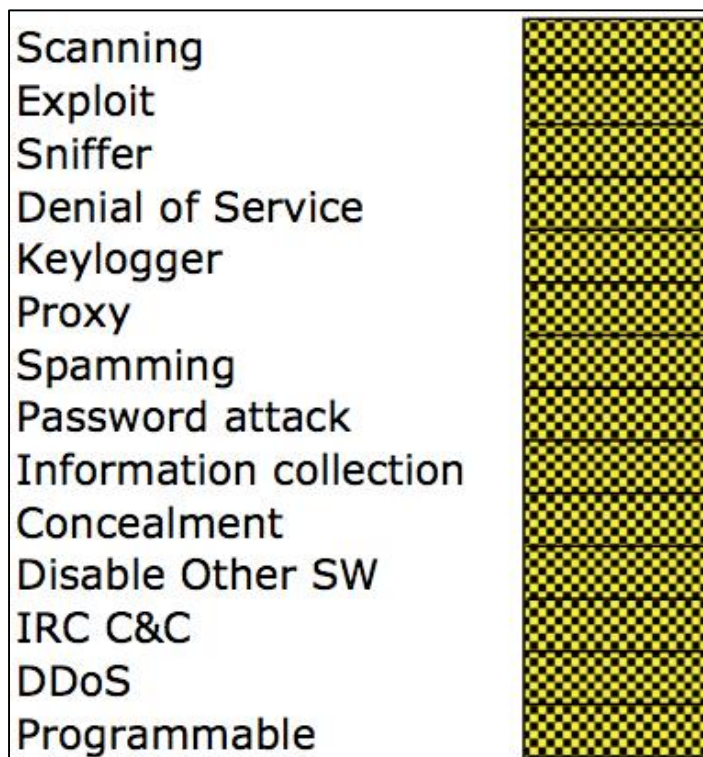 Scanning
Exploit
Sniffer
Denial of Service
Keylogger
Proxy
Spamming
Password attack
Information collection
Concealment
Disable Other SW
IRC C&C
DDoS
Programmable